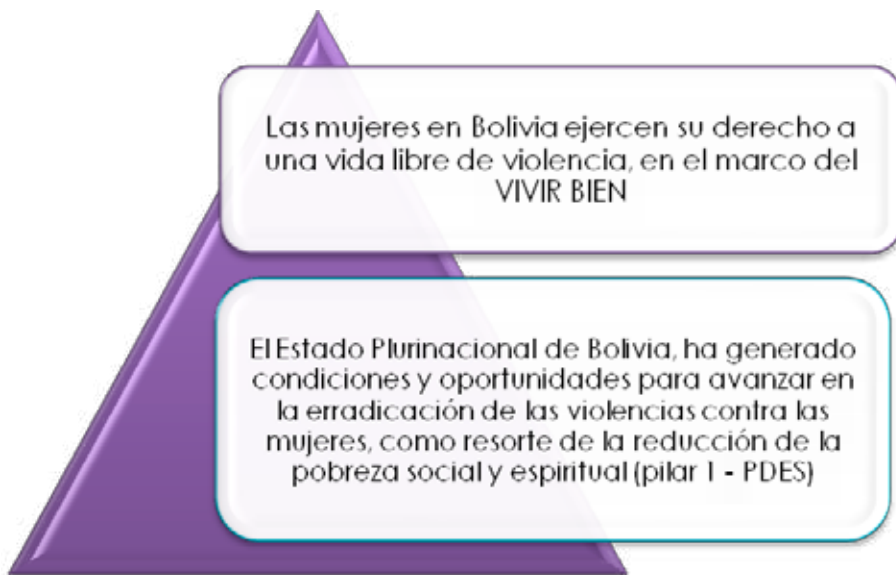 Las mujeres en Bolivia ejercen su derecho a
una vida libre de violencia, en el marco del
VIVIR BIEN
El Estado Plurinacional de Bolivia, ha generado
condiciones y oportunidades para avanzar en
la erradicación de las violencias contra las
mujeres, como resorte de la reducción de la
pobreza social y espiritual (pilar 1 - PDES)